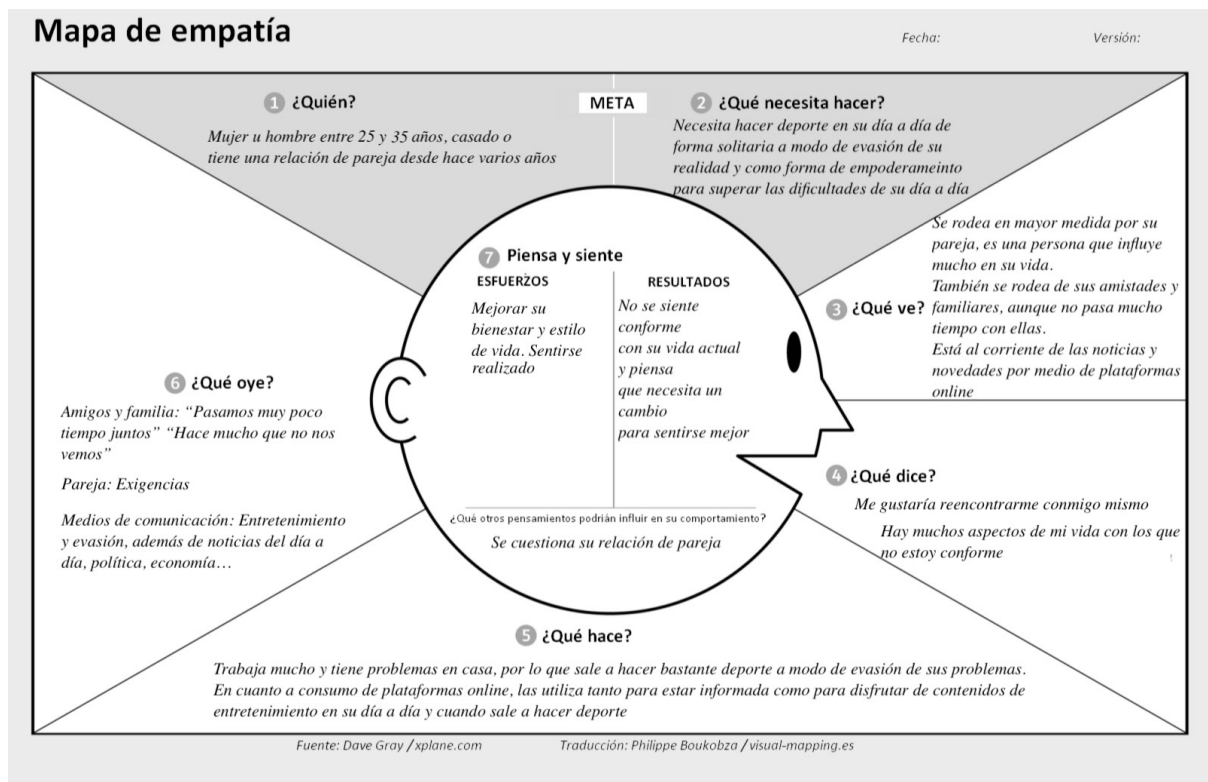 Mapa de empatía
Fecha:
Versión:
1 ¿Quién?
Mujer u hombre entre 25 y 35 años, casado o
tiene una relación de pareja desde hace varios años
META
2 ¿Qué necesita hacer?
Necesita hacer deporte en su día a día de
forma solitaria a modo de evasión de su
realidad y como forma de empoderameinto
para superar las dificultades de su día a día
3 ¿Qué ve?
Se rodea en mayor medida por su
pareja, es una persona que influye
mucho en su vida.
También se rodea de sus amistades y
familiares, aunque no pasa mucho
tiempo con ellas.
Está al corriente de las noticias y
novedades por medio de plataformas
online
4 ¿Qué dice?
Me gustaría reencontrarme conmigo mismo
Hay muchos aspectos de mi vida con los que
no estoy conforme
5 ¿Qué hace?
Trabaja mucho y tiene problemas en casa, por lo que sale a hacer bastante deporte a modo de evasión de sus problemas.
En cuanto a consumo de plataformas online, las utiliza tanto para estar informada como para disfrutar de contenidos de
entretenimiento en su día a día y cuando sale a hacer deporte
6 ¿Qué oye?
Amigos y familia: “Pasamos muy poco
tiempo juntos” “Hace mucho que no nos
vemos”
Pareja: Exigencias
Medios de comunicación: Entretenimiento
y evasión, además de noticias del día a
día, política, economía…
7 Piensa y siente
ESFUERZOS
Mejorar su
bienestar y estilo
de vida. Sentirse
realizado
RESULTADOS
No se siente
conforme
con su vida actual
y piensa
que necesita un
cambio
para sentirse mejor
¿Qué otros pensamientos podrián influir en su comportamiento?
Se cuestiona su relación de pareja
Fuente: Dave Gray / xplane.com
Traducción: Philippe Boukobza / visual-mapping.es